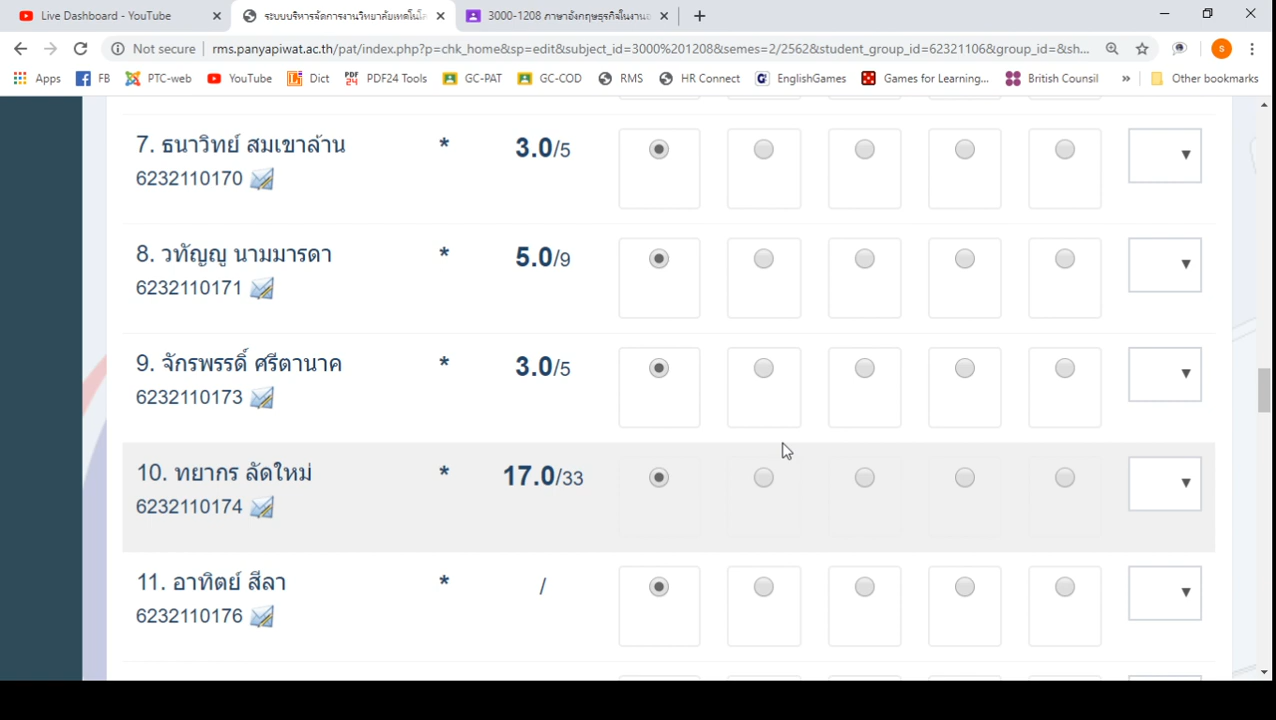 Live Dashboard - YouTube
ระบบบริหารจัดการงานวิทยาลัยเทคโนโล
3000-1208 ภาษาอังกฤษธุรกิจในงานอ
Not secure
rms.panyapiwat.ac.th/pat/index.php?p=chk_home&sp=edit&subject_id=3000%201208&semes=2/2562&student_group_id=62321106&group_id=&sh...
s
Apps FB PTC-web YouTube Dict PDF24 Tools GC-PAT GC-COD RMS HR Connect EnglishGames Games for Learning,... British Counsil » Other bookmarks
7. ธนาวิทย์ สมเขาล้าน * 3.0/5
6232110170
8. วทัญญู นามมารดา * 5.0/9
6232110171
9. จักรพรรดิ์ ศรีตานาค * 3.0/5
6232110173
10. ทยากร ลัดใหม่ * 17.0/33
6232110174
11. อาทิตย์ สีลา * /
6232110176